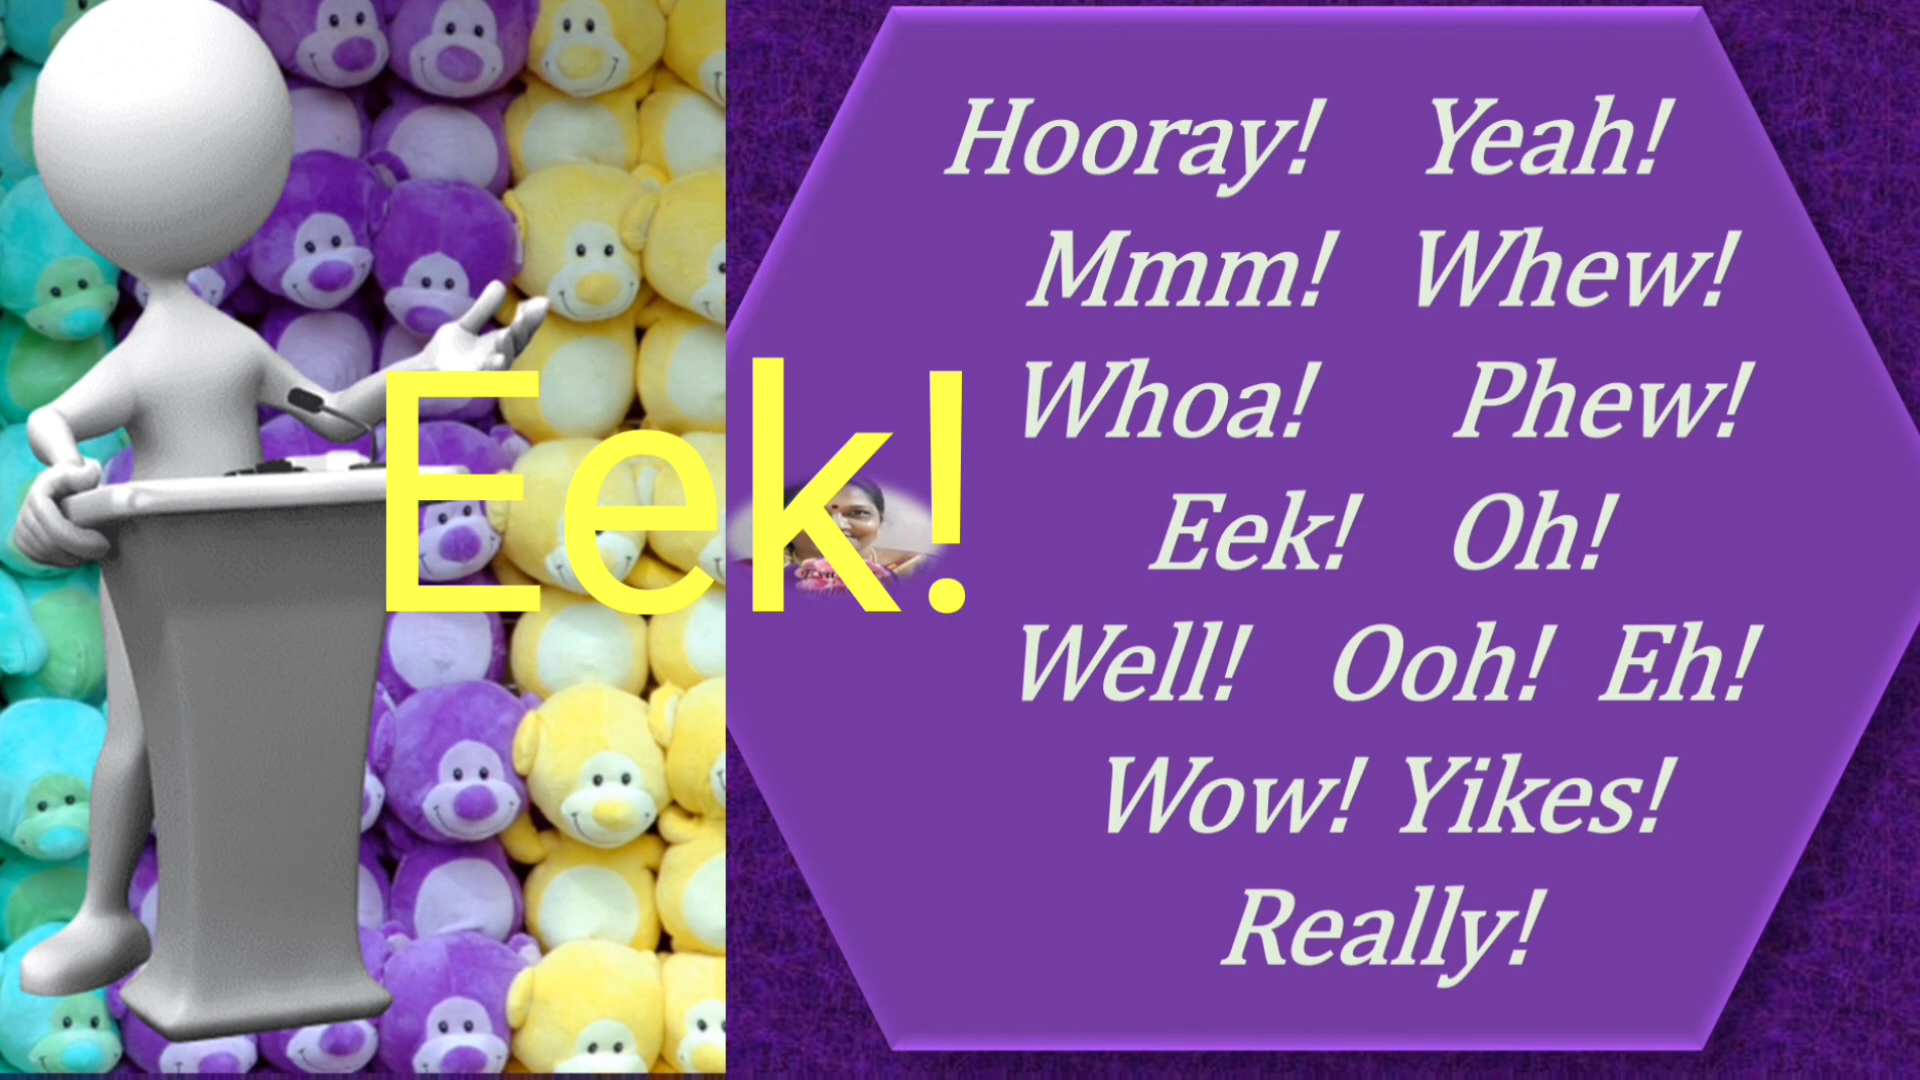 Hooray! Yeah!
Mmm! Whew!
Whoa! Phew!
Eek! Oh!
Well! Ooh! Eh!
Wow! Yikes!
Really!
Eek!